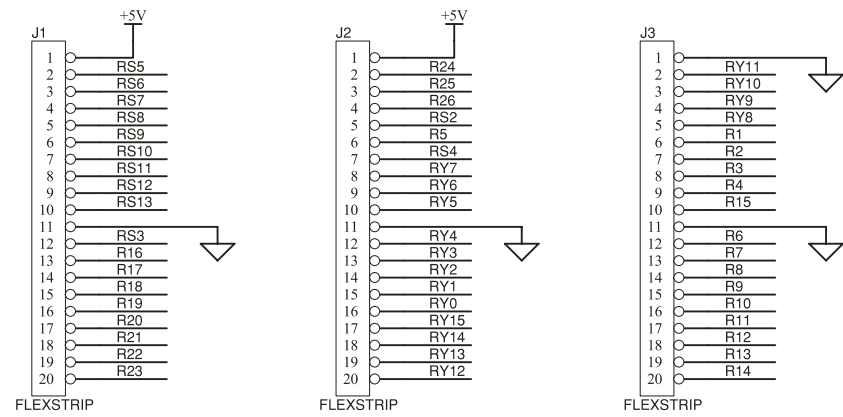 +5V
J1
1
2 RS5
3 RS6
4 RS7
5 RS8
6 RS9
7 RS10
8 RS11
9 RS12
10 RS13
11
12 RS3
13 R16
14 R17
15 R18
16 R19
17 R20
18 R21
19 R22
20 R23
FLEXSTRIP
+5V
J2
1
2 R24
3 R25
4 R26
5 RS2
6 R5
7 RS4
8 RY7
9 RY6
10 RY5
11
12 RY4
13 RY3
14 RY2
15 RY1
16 RY0
17 RY15
18 RY14
19 RY13
20 RY12
FLEXSTRIP
J3
1
2 RY11
3 RY10
4 RY9
5 RY8
6 R1
7 R2
8 R3
9 R4
10 R15
11
12 R6
13 R7
14 R8
15 R9
16 R10
17 R11
18 R12
19 R13
20 R14
FLEXSTRIP